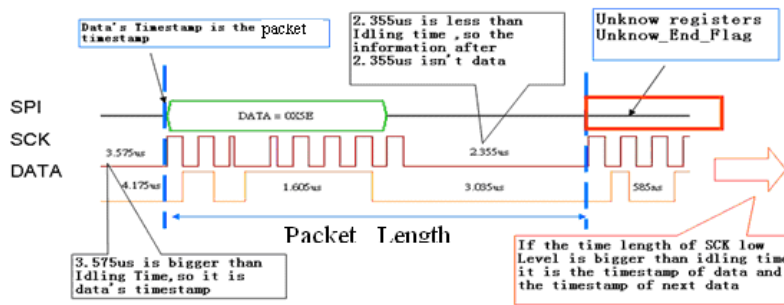 Data's Timestamp is the packet
timestamp
2.355us is less than
Idling time ,so the
information after
2.355us isn't data
Unknow registers
Unknow_End_Flag
SPI
DATA = 0X5E
SCK
3.575us
2.355us
DATA
4.175us
1.605us
3.035us
585ns
Packet Length
3.575us is bigger than
Idling Time,so it is
data's timestamp
If the time length of SCK low
Level is bigger than idling time
it is the timestamp of data and
the timestamp of next data